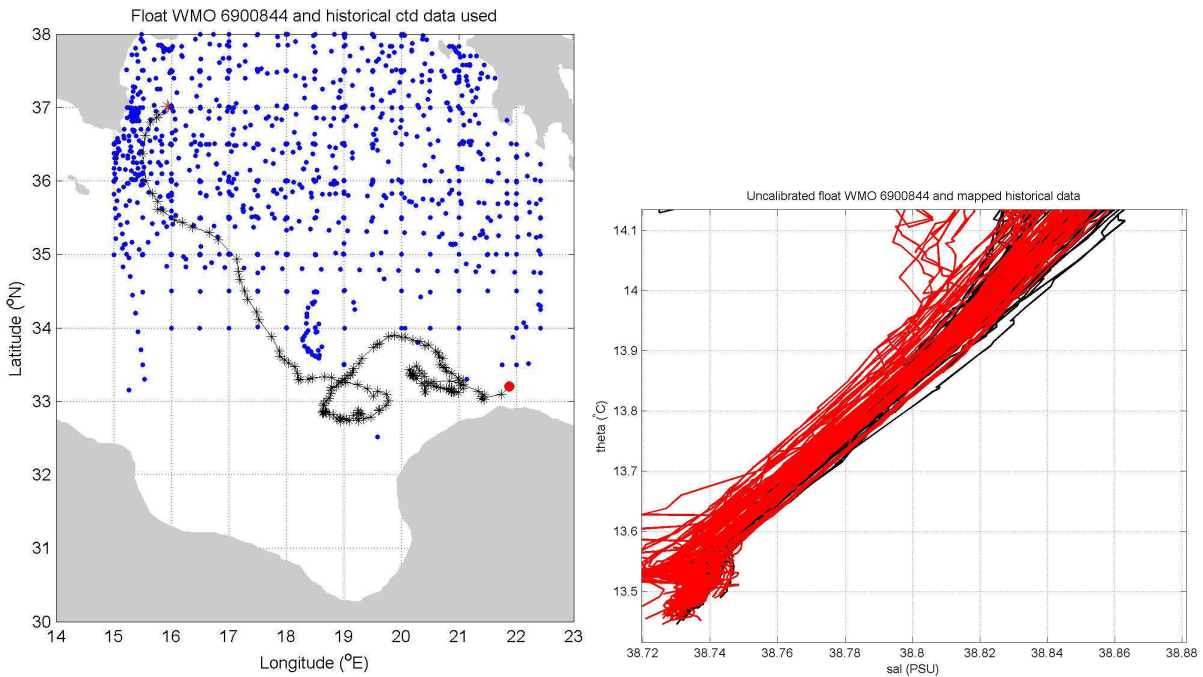 Float WMO 6900844 and historical ctd data used
38
37
36
35
34
33
32
31
30
Latitude (°N)
14 15 16 17 18 19 20 21 22 23
Longitude (°E)
Uncalibrated float WMO 6900844 and mapped historical data
14.1
14
13.9
13.8
13.7
13.6
13.5
theta (°C)
38.72 38.74 38.76 38.78 38.8 38.82 38.84 38.86 38.88
sal (PSU)